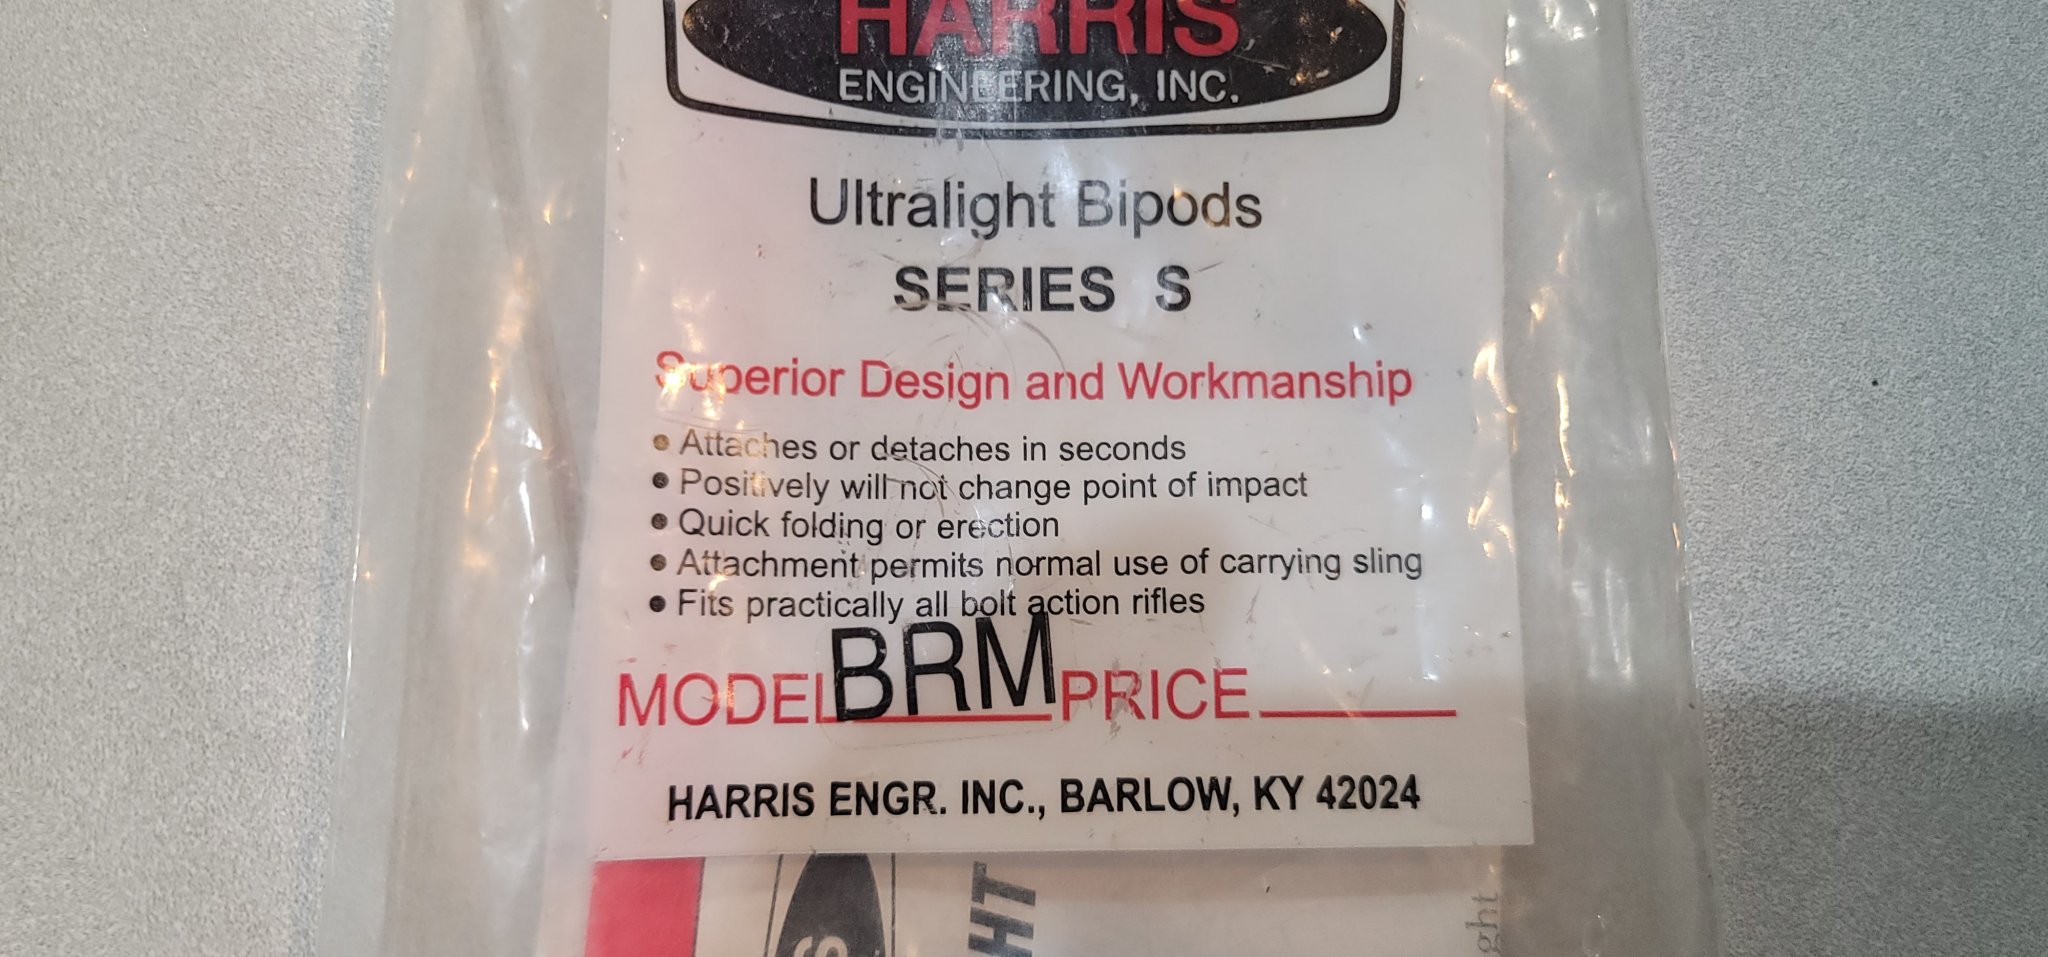 HARRIS
ENGINEERING, INC.
Ultralight Bipods
SERIES S
Superior Design and Workmanship
• Attaches or detaches in seconds
• Positively will not change point of impact
• Quick folding or erection
• Attachment permits normal use of carrying sling
• Fits practically all bolt action rifles
MODEL BRM PRICE
HARRIS ENGR. INC., BARLOW, KY 42024
S
HT
ght